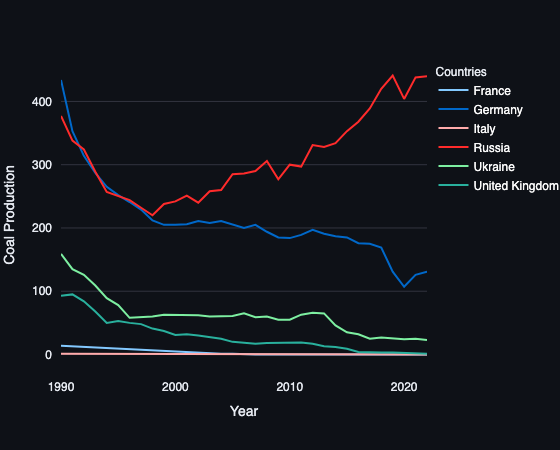 Countries
France
Germany
Italy
Russia
Ukraine
United Kingdom
Coal Production
400
300
200
100
0
1990
2000
2010
2020
Year